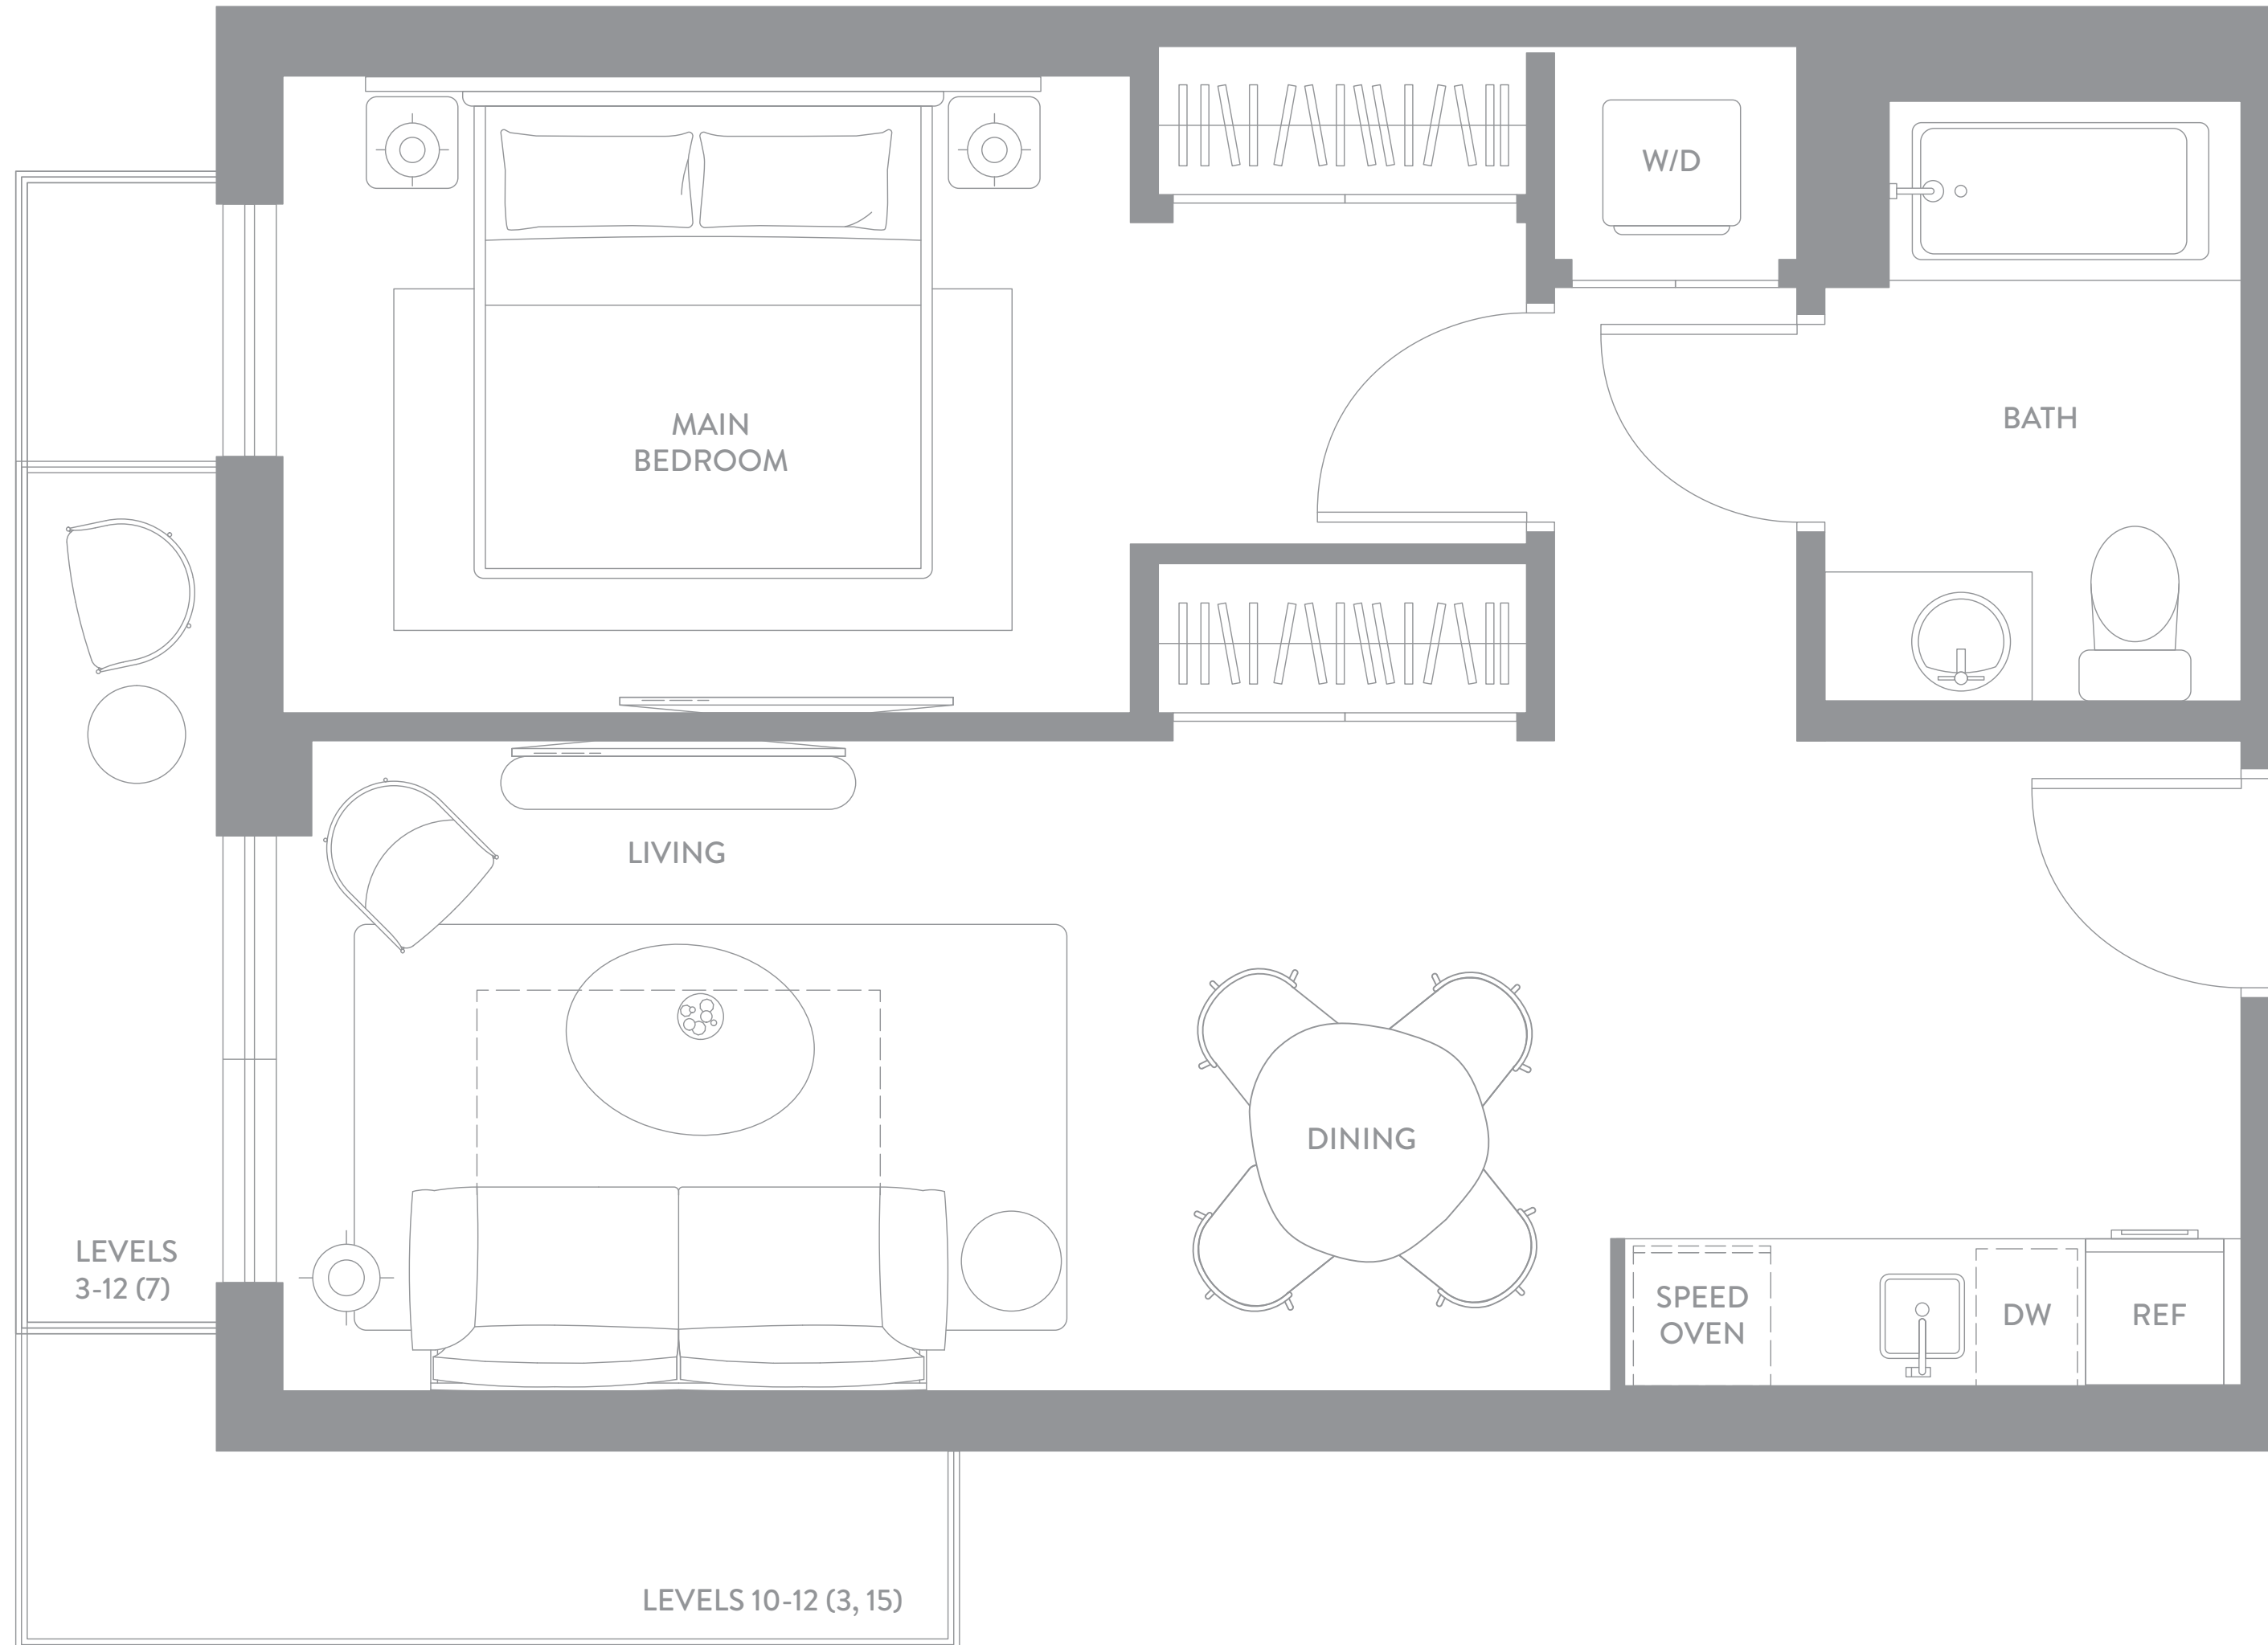 W/D
MAIN
BEDROOM
BATH
LIVING
DINING
LEVELS
3-12 (7)
SPEED
OVEN
DW
REF
LEVELS 10-12 (3, 15)